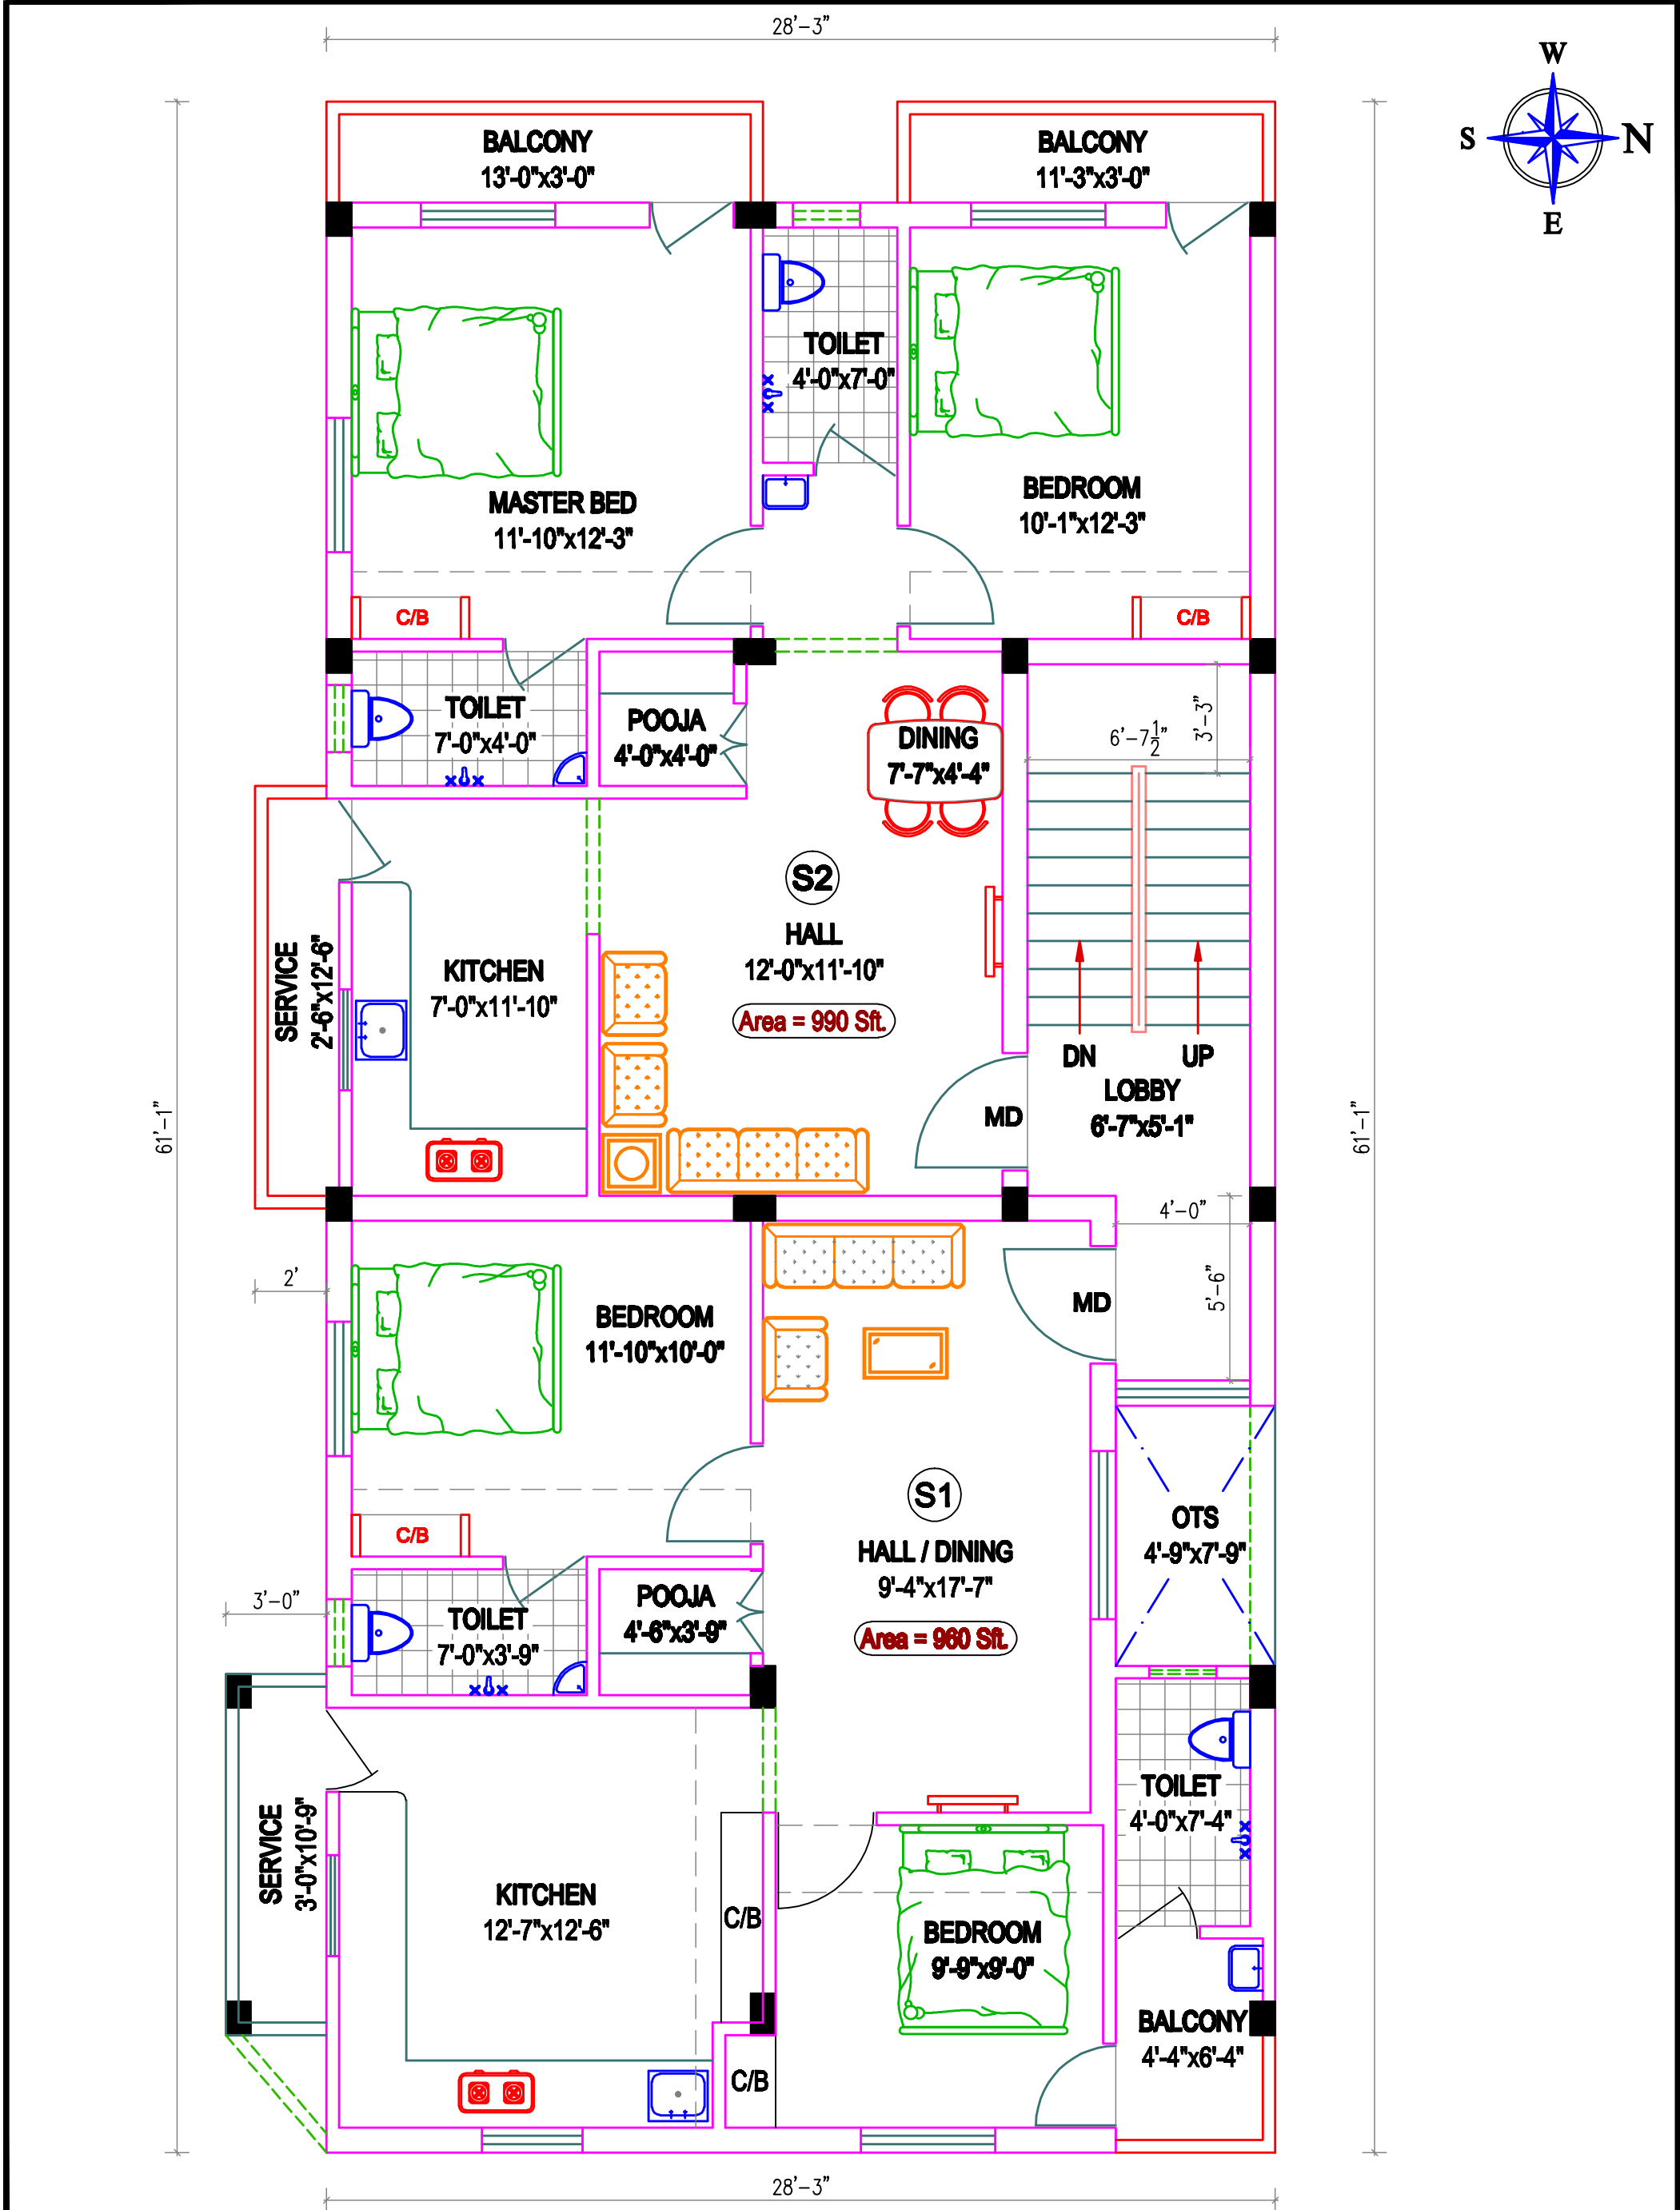 28'-3"
W
S
N
E
BALCONY
13'-0"x3'-0"
BALCONY
11'-3"x3'-0"
TOILET
4'-0"x7'-0"
MASTER BED
11'-10"x12'-3"
BEDROOM
10'-1"x12'-3"
C/B
C/B
TOILET
7'-0"x4'-0"
POOJA
4'-0"x4'-0"
DINING
7'-7"x4'-4"
6'-7½"
3'-3"
S2
HALL
12'-0"x11'-10"
Area = 990 Sft.
SERVICE
2'-6"x12'-6"
KITCHEN
7'-0"x11'-10"
DN
UP
LOBBY
6'-7"x5'-1"
MD
61'-1"
61'-1"
4'-0"
5'-6"
2'
BEDROOM
11'-10"x10'-0"
MD
C/B
S1
HALL / DINING
9'-4"x17'-7"
Area = 960 Sft.
OTS
4'-9"x7'-9"
3'-0"
TOILET
7'-0"x3'-9"
POOJA
4'-6"x3'-9"
SERVICE
3'-0"x10'-9"
KITCHEN
12'-7"x12'-6"
C/B
C/B
BEDROOM
9'-9"x9'-0"
TOILET
4'-0"x7'-4"
BALCONY
4'-4"x6'-4"
28'-3"